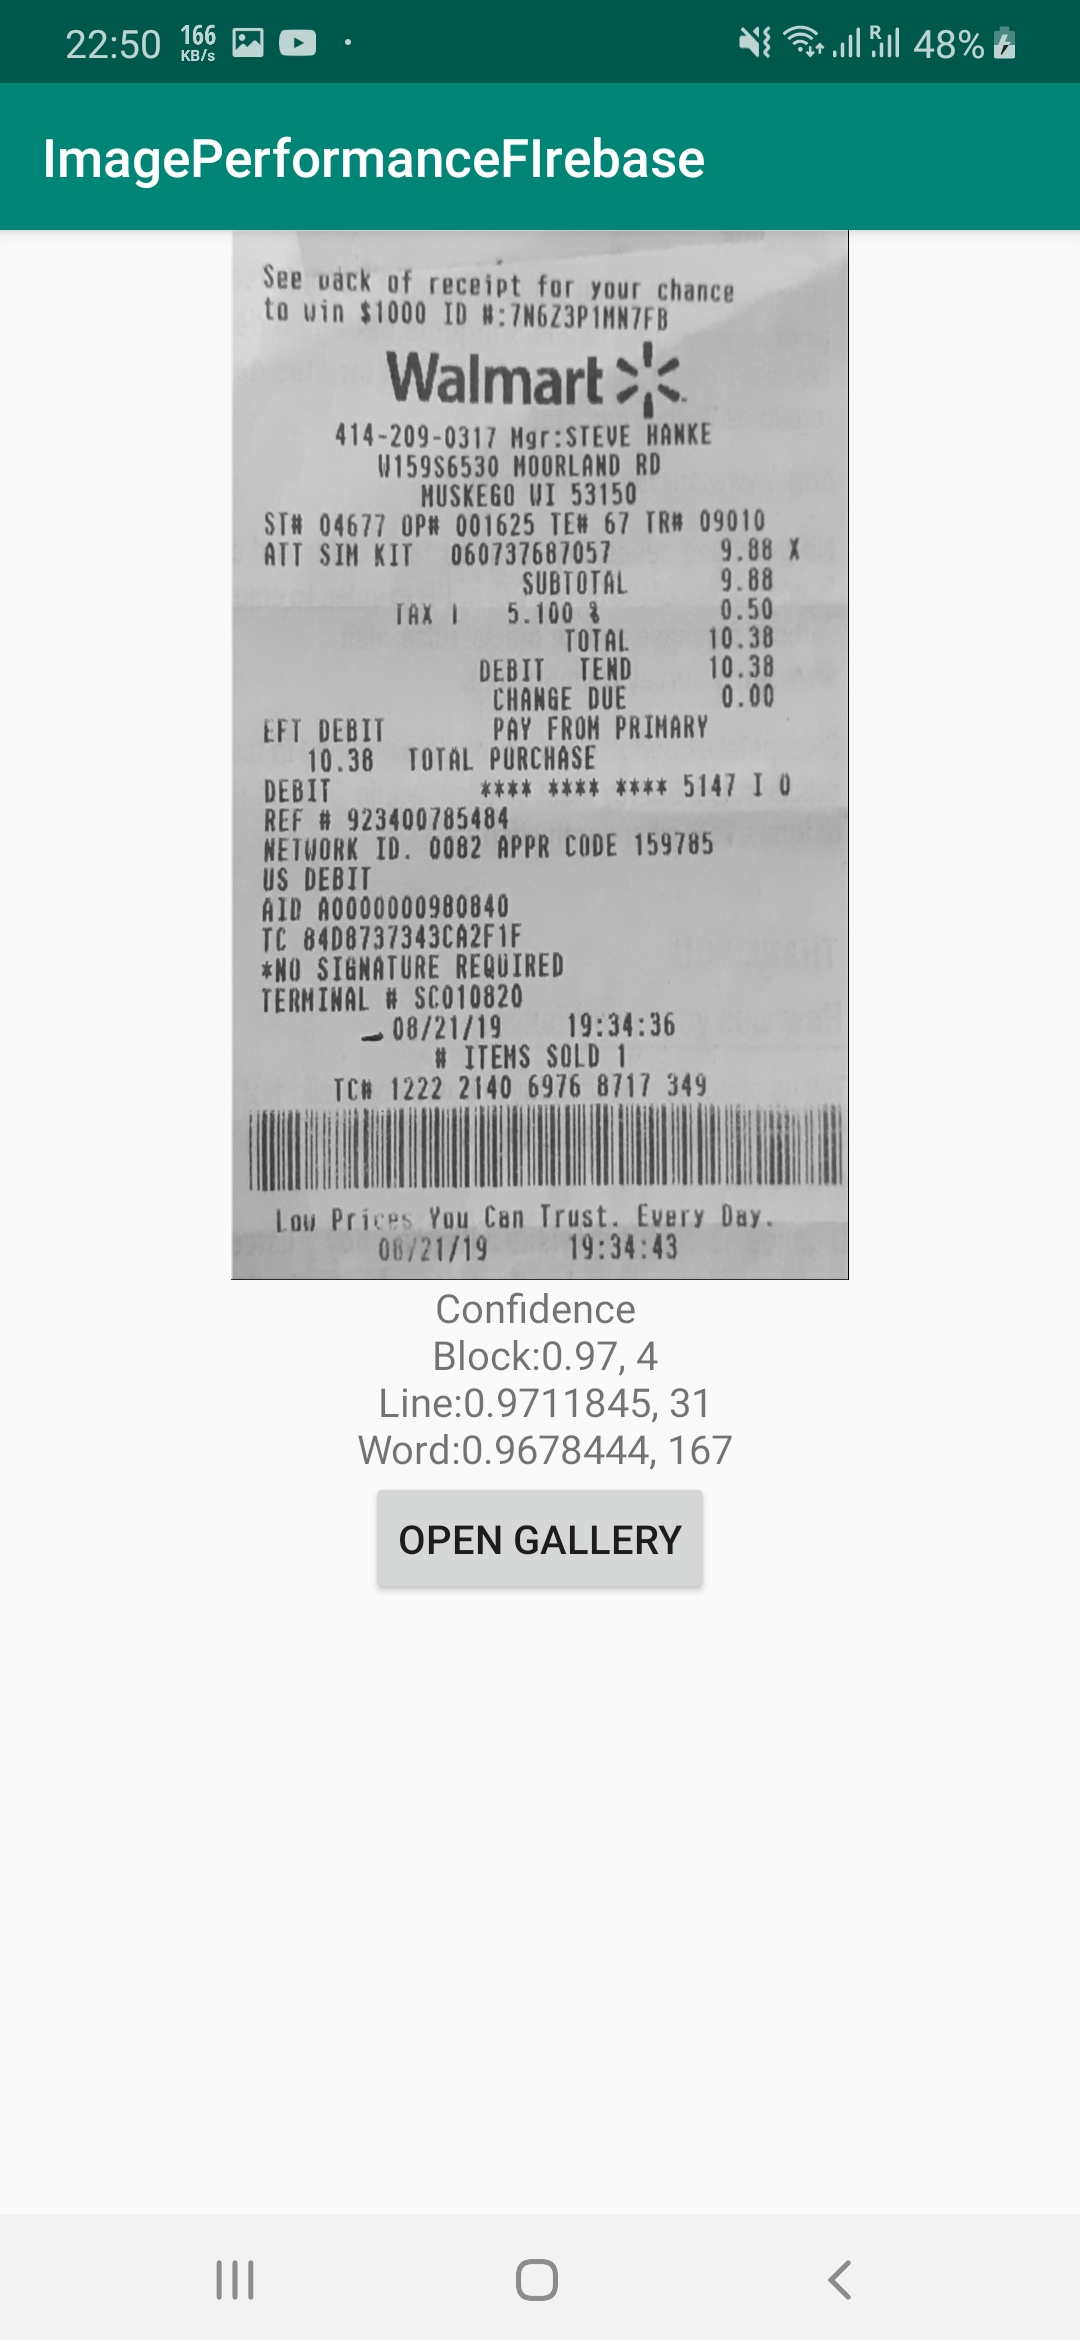 22:50 166 KB/s 48%
ImagePerformanceFIrebase
See back of receipt for your chance
to win $1000 ID #:7N6Z3P1MN7FB
Walmart
414-209-0317 Mgr:STEVE HANKE
W159S6530 MOORLAND RD
MUSKEGO WI 53150
ST# 04677 OP# 001625 TE# 67 TR# 09010
ATT SIM KIT 060737687057 9.88 X
SUBTOTAL 9.88
TAX 1 5.100 % 0.50
TOTAL 10.38
DEBIT TEND 10.38
CHANGE DUE 0.00
EFT DEBIT PAY FROM PRIMARY
10.38 TOTAL PURCHASE
DEBIT **** **** **** 5147 I 0
REF # 923400785484
NETWORK ID. 0082 APPR CODE 159785
US DEBIT
AID A0000000980840
TC 84D8737343CA2F1F
*NO SIGNATURE REQUIRED
TERMINAL # SC010820
08/21/19 19:34:36
# ITEMS SOLD 1
TC# 1222 2140 6976 8717 349
Low Prices You Can Trust. Every Day.
08/21/19 19:34:43
Confidence
Block:0.97, 4
Line:0.9711845, 31
Word:0.9678444, 167
OPEN GALLERY